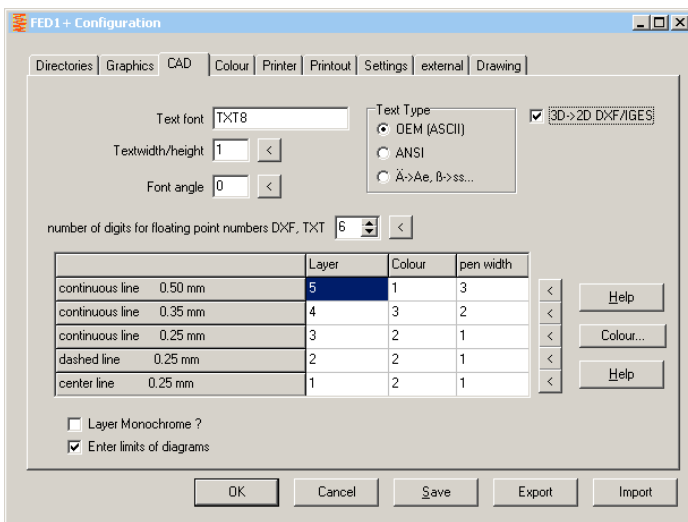 FED1+ Configuration
Directories Graphics CAD Colour Printer Printout Settings external Drawing
Text font TXT8
Textwidth/height 1 <
Font angle 0 <
Text Type
OEM (ASCII)
ANSI
Ä->Ae, ß->ss...
3D->2D DXF/IGES
number of digits for floating point numbers DXF, TXT 6 <
Layer Colour pen width
continuous line 0.50 mm 5 1 3 <
continuous line 0.35 mm 4 3 2 <
continuous line 0.25 mm 3 2 1 <
dashed line 0.25 mm 2 2 1 <
center line 0.25 mm 1 2 1 <
Help
Colour...
Help
Layer Monochrome ?
Enter limits of diagrams
OK Cancel Save Export Import